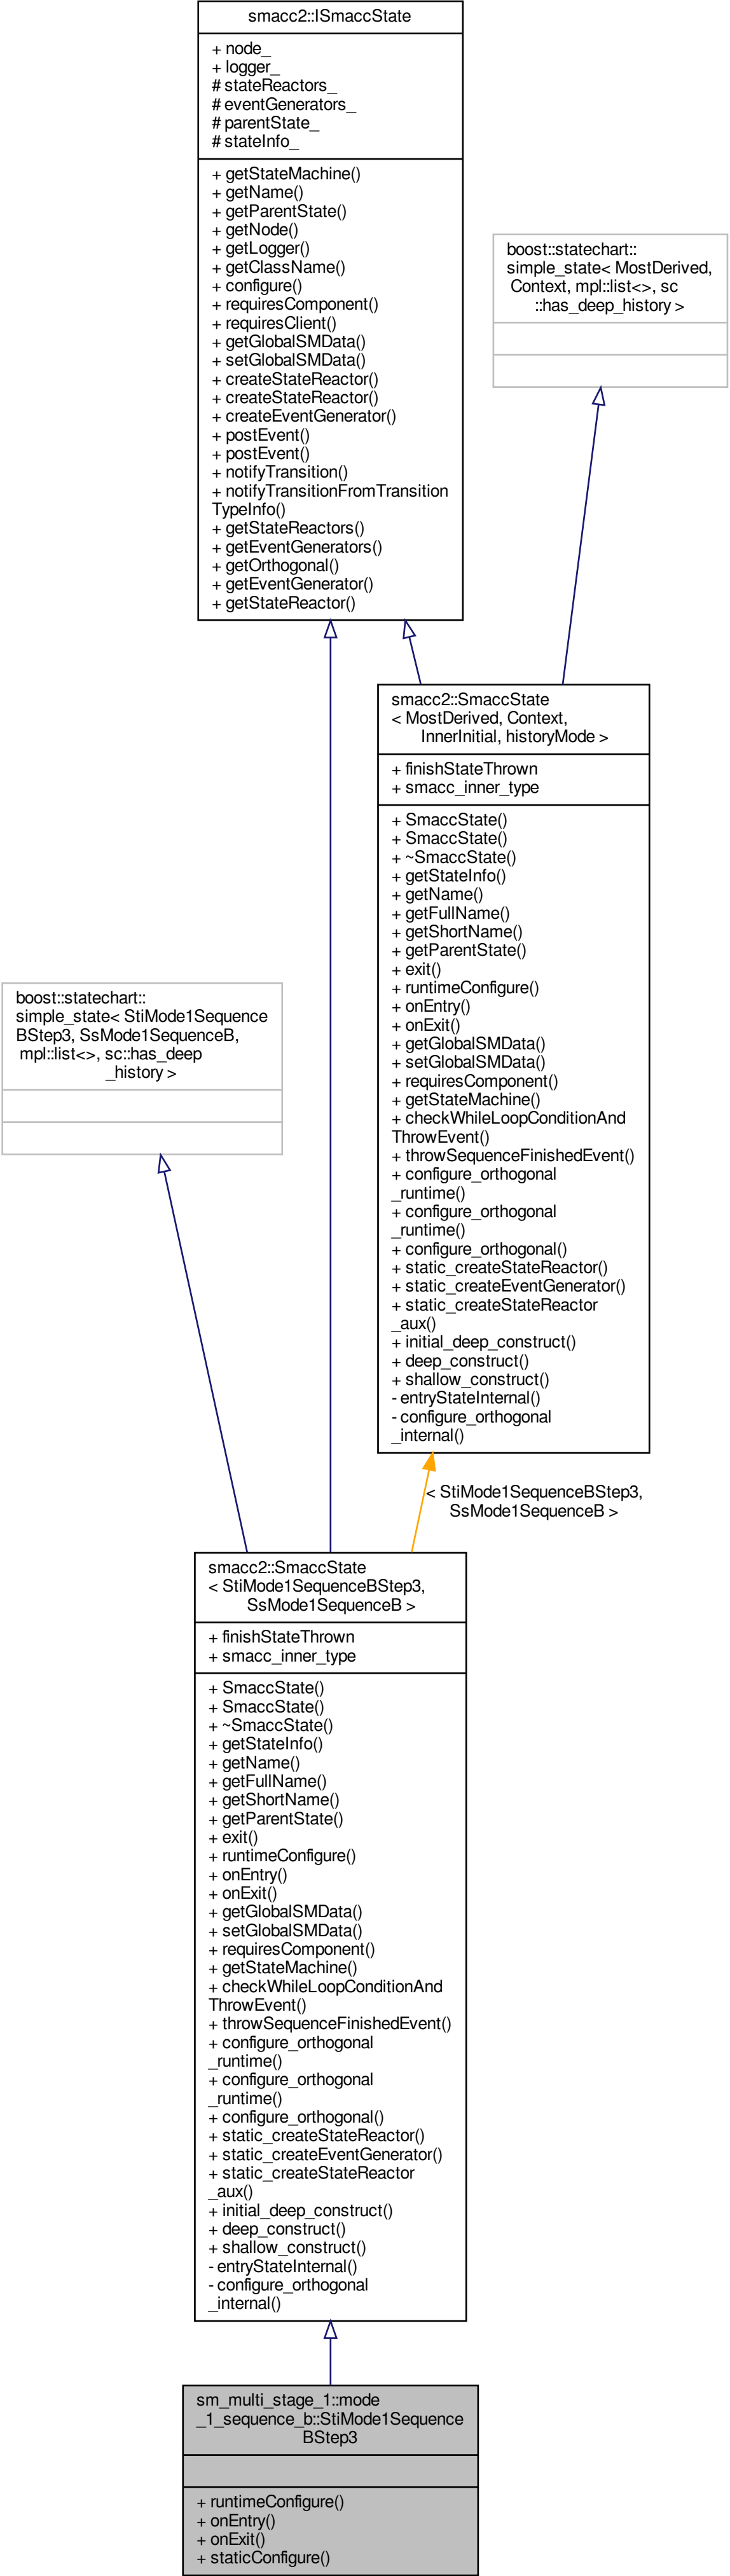 smacc2::ISmaccState
+ node_
+ logger_
# stateReactors_
# eventGenerators_
# parentState_
# stateInfo_
+ getStateMachine()
+ getName()
+ getParentState()
+ getNode()
+ getLogger()
+ getClassName()
+ configure()
+ requiresComponent()
+ requiresClient()
+ getGlobalSMData()
+ setGlobalSMData()
+ createStateReactor()
+ createStateReactor()
+ createEventGenerator()
+ postEvent()
+ postEvent()
+ notifyTransition()
+ notifyTransitionFromTransition
TypeInfo()
+ getStateReactors()
+ getEventGenerators()
+ getOrthogonal()
+ getEventGenerator()
+ getStateReactor()
boost::statechart::
simple_state< MostDerived,
Context, mpl::list<>, sc
::has_deep_history >
smacc2::SmaccState
< MostDerived, Context,
InnerInitial, historyMode >
+ finishStateThrown
+ smacc_inner_type
+ SmaccState()
+ SmaccState()
+ ~SmaccState()
+ getStateInfo()
+ getName()
+ getFullName()
+ getShortName()
+ getParentState()
+ exit()
+ runtimeConfigure()
+ onEntry()
+ onExit()
+ getGlobalSMData()
+ setGlobalSMData()
+ requiresComponent()
+ getStateMachine()
+ checkWhileLoopConditionAnd
ThrowEvent()
+ throwSequenceFinishedEvent()
+ configure_orthogonal
_runtime()
+ configure_orthogonal
_runtime()
+ configure_orthogonal()
+ static_createStateReactor()
+ static_createEventGenerator()
+ static_createStateReactor
_aux()
+ initial_deep_construct()
+ deep_construct()
+ shallow_construct()
- entryStateInternal()
- configure_orthogonal
_internal()
boost::statechart::
simple_state< StiMode1Sequence
BStep3, SsMode1SequenceB,
mpl::list<>, sc::has_deep
_history >
< StiMode1SequenceBStep3,
SsMode1SequenceB >
smacc2::SmaccState
< StiMode1SequenceBStep3,
SsMode1SequenceB >
+ finishStateThrown
+ smacc_inner_type
+ SmaccState()
+ SmaccState()
+ ~SmaccState()
+ getStateInfo()
+ getName()
+ getFullName()
+ getShortName()
+ getParentState()
+ exit()
+ runtimeConfigure()
+ onEntry()
+ onExit()
+ getGlobalSMData()
+ setGlobalSMData()
+ requiresComponent()
+ getStateMachine()
+ checkWhileLoopConditionAnd
ThrowEvent()
+ throwSequenceFinishedEvent()
+ configure_orthogonal
_runtime()
+ configure_orthogonal
_runtime()
+ configure_orthogonal()
+ static_createStateReactor()
+ static_createEventGenerator()
+ static_createStateReactor
_aux()
+ initial_deep_construct()
+ deep_construct()
+ shallow_construct()
- entryStateInternal()
- configure_orthogonal
_internal()
sm_multi_stage_1::mode
_1_sequence_b::StiMode1Sequence
BStep3
+ runtimeConfigure()
+ onEntry()
+ onExit()
+ staticConfigure()